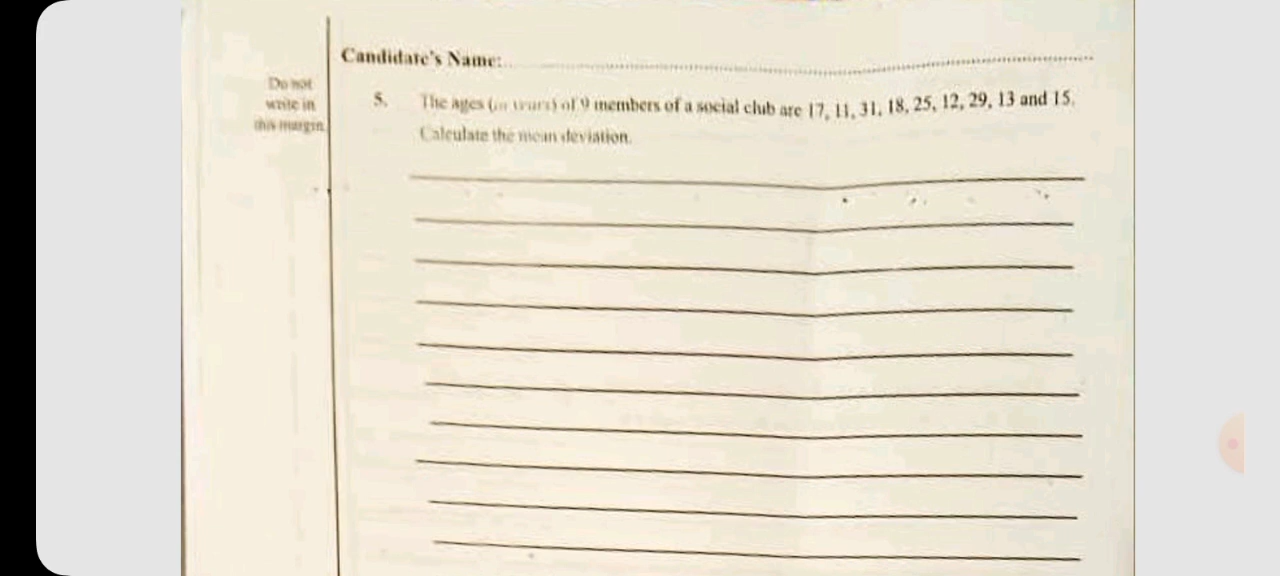 Candidate's Name:
Do not
write in
this margin
5. The ages (in years) of 9 members of a social club are 17, 11, 31, 18, 25, 12, 29, 13 and 15.
Calculate the mean deviation.